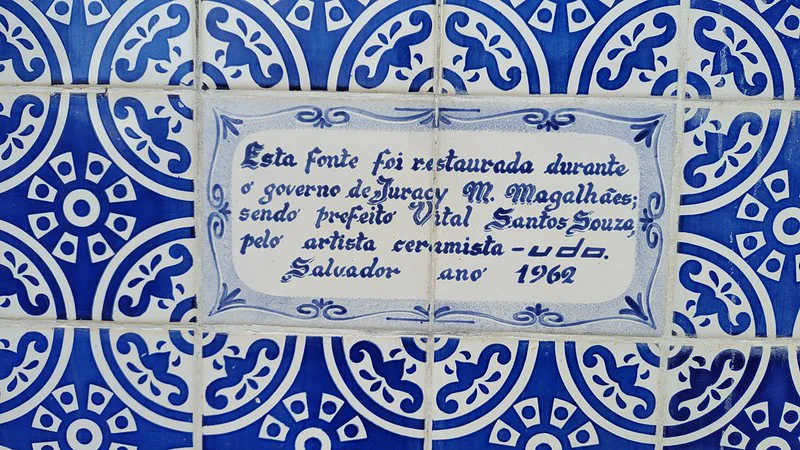 Esta fonte foi restaurada durante
o governo de Juracy M. Magalhães;
sendo prefeito Vital Santos Souza,
pelo artista ceramista - udo.
Salvador ano 1962